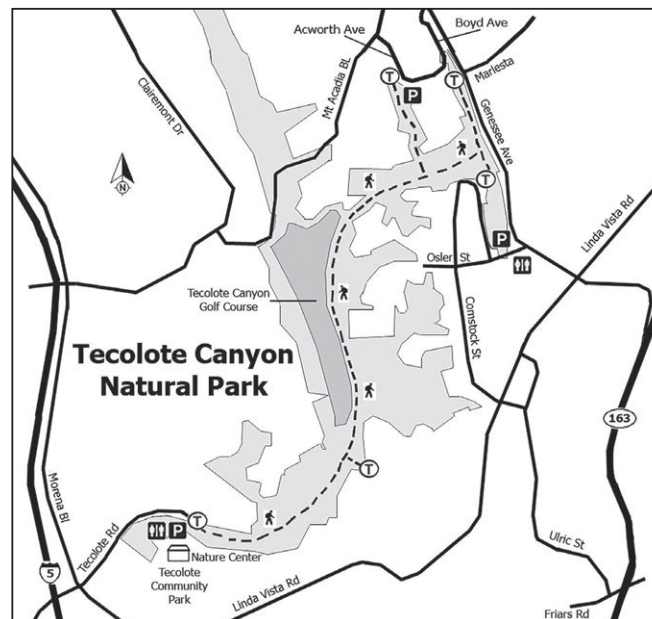 Boyd Ave
Acworth Ave
Marlesta
Clairemont Dr
Mt Acadia BL
T
T
P
Genessee Ave
N
T
Linda Vista Rd
P
Osler St
Tecolote Canyon
Golf Course
Comstock St
Tecolote Canyon
Natural Park
163
T
Morena Bl
T
P
Tecolote Rd
Nature Center
Ulric St
5
Tecolote
Community
Park
Linda Vista Rd
Friars Rd